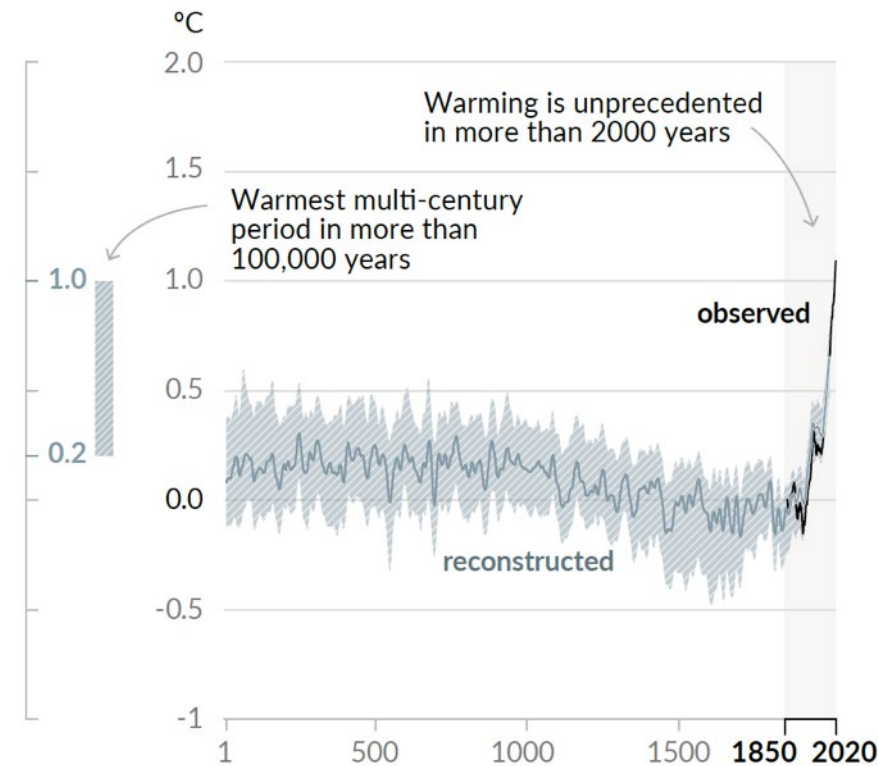 °C
2.0
Warming is unprecedented
in more than 2000 years
1.5
Warmest multi-century
period in more than
100,000 years
1.0
1.0
observed
0.5
0.2
0.0
reconstructed
-0.5
-1
1 500 1000 1500 1850 2020